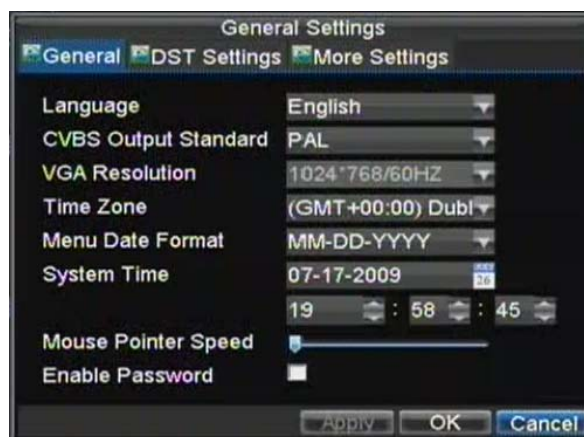 General Settings
General DST Settings More Settings
Language English
CVBS Output Standard PAL
VGA Resolution 1024*768/60HZ
Time Zone (GMT+00:00) Dubl
Menu Date Format MM-DD-YYYY
System Time 07-17-2009 26
19 : 58 : 45
Mouse Pointer Speed
Enable Password
Apply OK Cancel